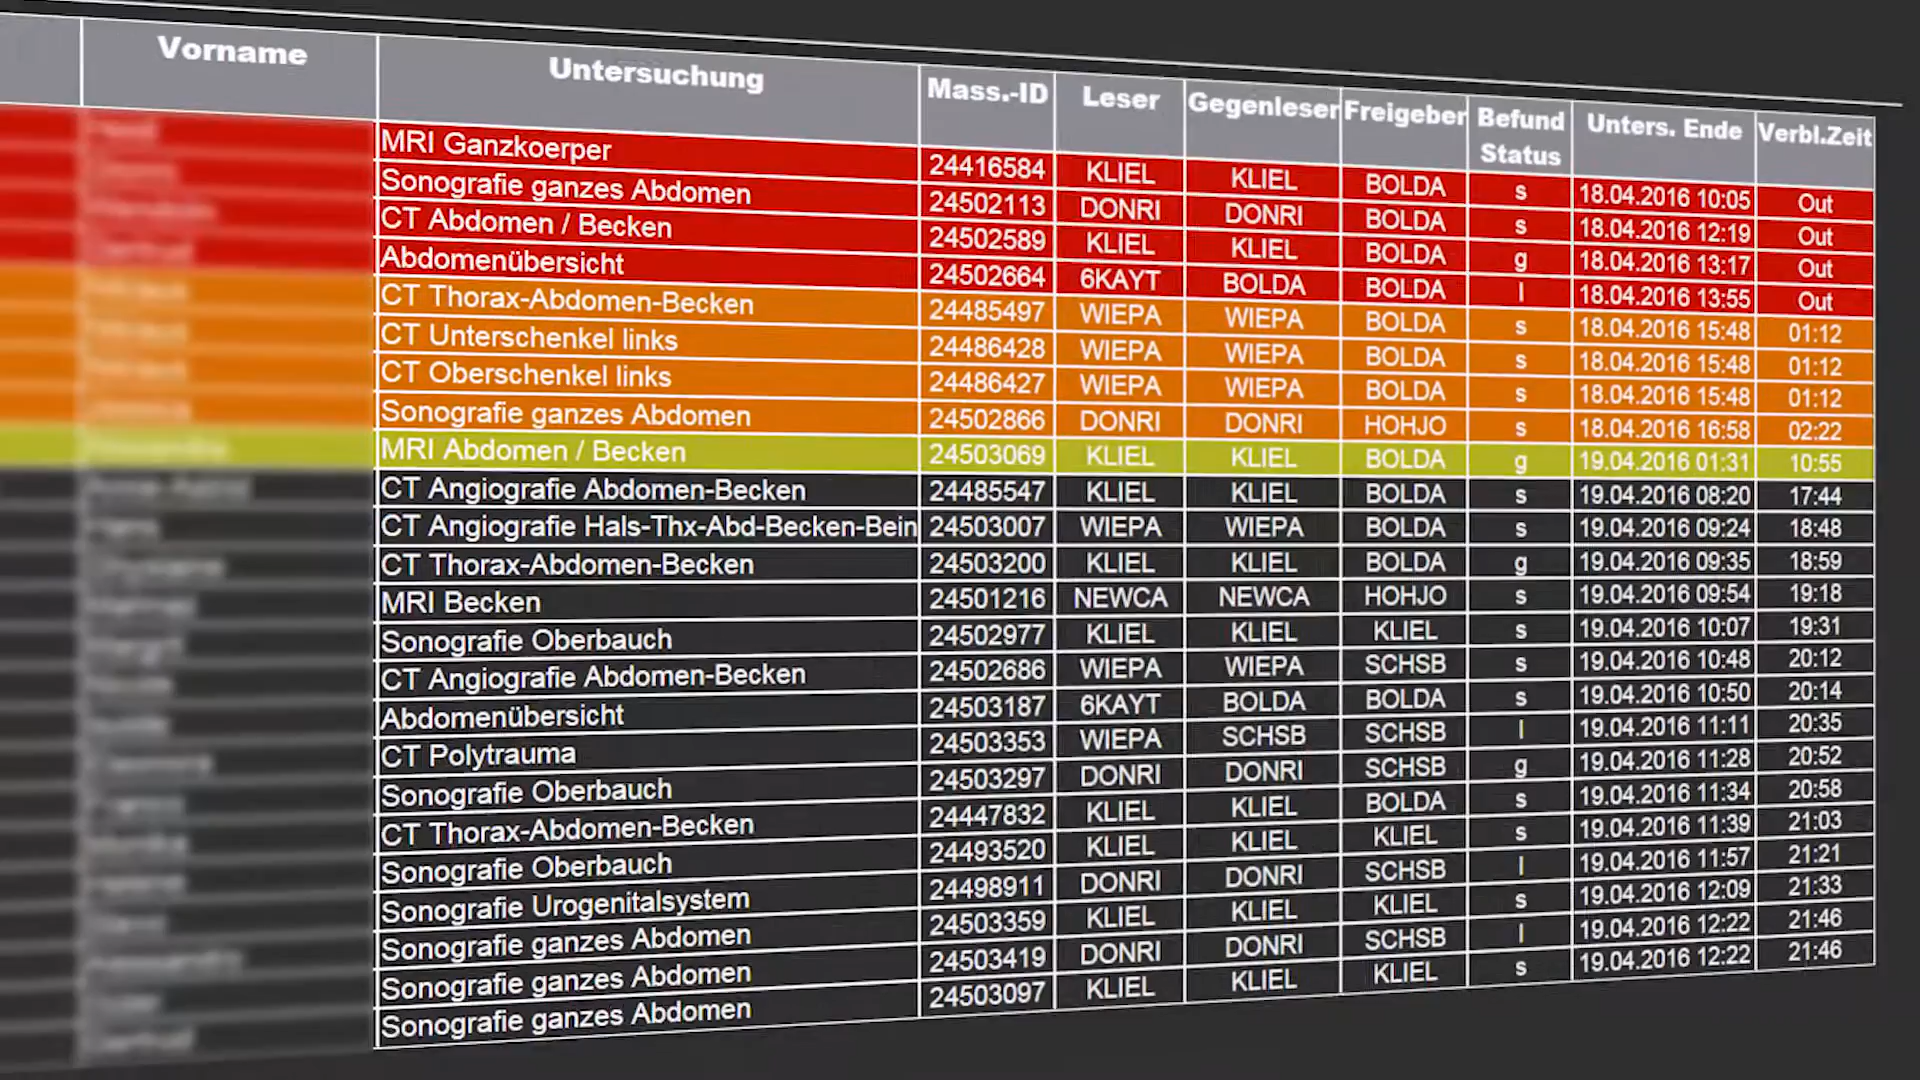 Vorname Untersuchung Mass.-ID Leser Gegenleser Freigeber Befund Status Unters. Ende Verbl.Zeit
MRI Ganzkoerper 24416584 KLIEL KLIEL BOLDA s 18.04.2016 10:05 Out
Sonografie ganzes Abdomen 24502113 DONRI DONRI BOLDA s 18.04.2016 12:19 Out
CT Abdomen / Becken 24502589 KLIEL KLIEL BOLDA g 18.04.2016 13:17 Out
Abdomenübersicht 24502664 6KAYT BOLDA BOLDA l 18.04.2016 13:55 Out
CT Thorax-Abdomen-Becken 24485497 WIEPA WIEPA BOLDA s 18.04.2016 15:48 01:12
CT Unterschenkel links 24486428 WIEPA WIEPA BOLDA s 18.04.2016 15:48 01:12
CT Oberschenkel links 24486427 WIEPA WIEPA BOLDA s 18.04.2016 15:48 01:12
Sonografie ganzes Abdomen 24502866 DONRI DONRI HOHJO s 18.04.2016 16:58 02:22
MRI Abdomen / Becken 24503069 KLIEL KLIEL BOLDA g 19.04.2016 01:31 10:55
CT Angiografie Abdomen-Becken 24485547 KLIEL KLIEL BOLDA s 19.04.2016 08:20 17:44
CT Angiografie Hals-Thx-Abd-Becken-Bein 24503007 WIEPA WIEPA BOLDA s 19.04.2016 09:24 18:48
CT Thorax-Abdomen-Becken 24503200 KLIEL KLIEL BOLDA g 19.04.2016 09:35 18:59
MRI Becken 24501216 NEWCA NEWCA HOHJO s 19.04.2016 09:54 19:18
Sonografie Oberbauch 24502977 KLIEL KLIEL KLIEL s 19.04.2016 10:07 19:31
CT Angiografie Abdomen-Becken 24502686 WIEPA WIEPA SCHSB s 19.04.2016 10:48 20:12
Abdomenübersicht 24503187 6KAYT BOLDA BOLDA s 19.04.2016 10:50 20:14
CT Polytrauma 24503353 WIEPA SCHSB SCHSB l 19.04.2016 11:11 20:35
Sonografie Oberbauch 24503297 DONRI DONRI SCHSB g 19.04.2016 11:28 20:52
CT Thorax-Abdomen-Becken 24447832 KLIEL KLIEL BOLDA s 19.04.2016 11:34 20:58
Sonografie Oberbauch 24493520 KLIEL KLIEL KLIEL s 19.04.2016 11:39 21:03
Sonografie Urogenitalsystem 24498911 DONRI DONRI SCHSB l 19.04.2016 11:57 21:21
Sonografie ganzes Abdomen 24503359 KLIEL KLIEL KLIEL s 19.04.2016 12:09 21:33
Sonografie ganzes Abdomen 24503419 DONRI DONRI SCHSB l 19.04.2016 12:22 21:46
Sonografie ganzes Abdomen 24503097 KLIEL KLIEL KLIEL s 19.04.2016 12:22 21:46